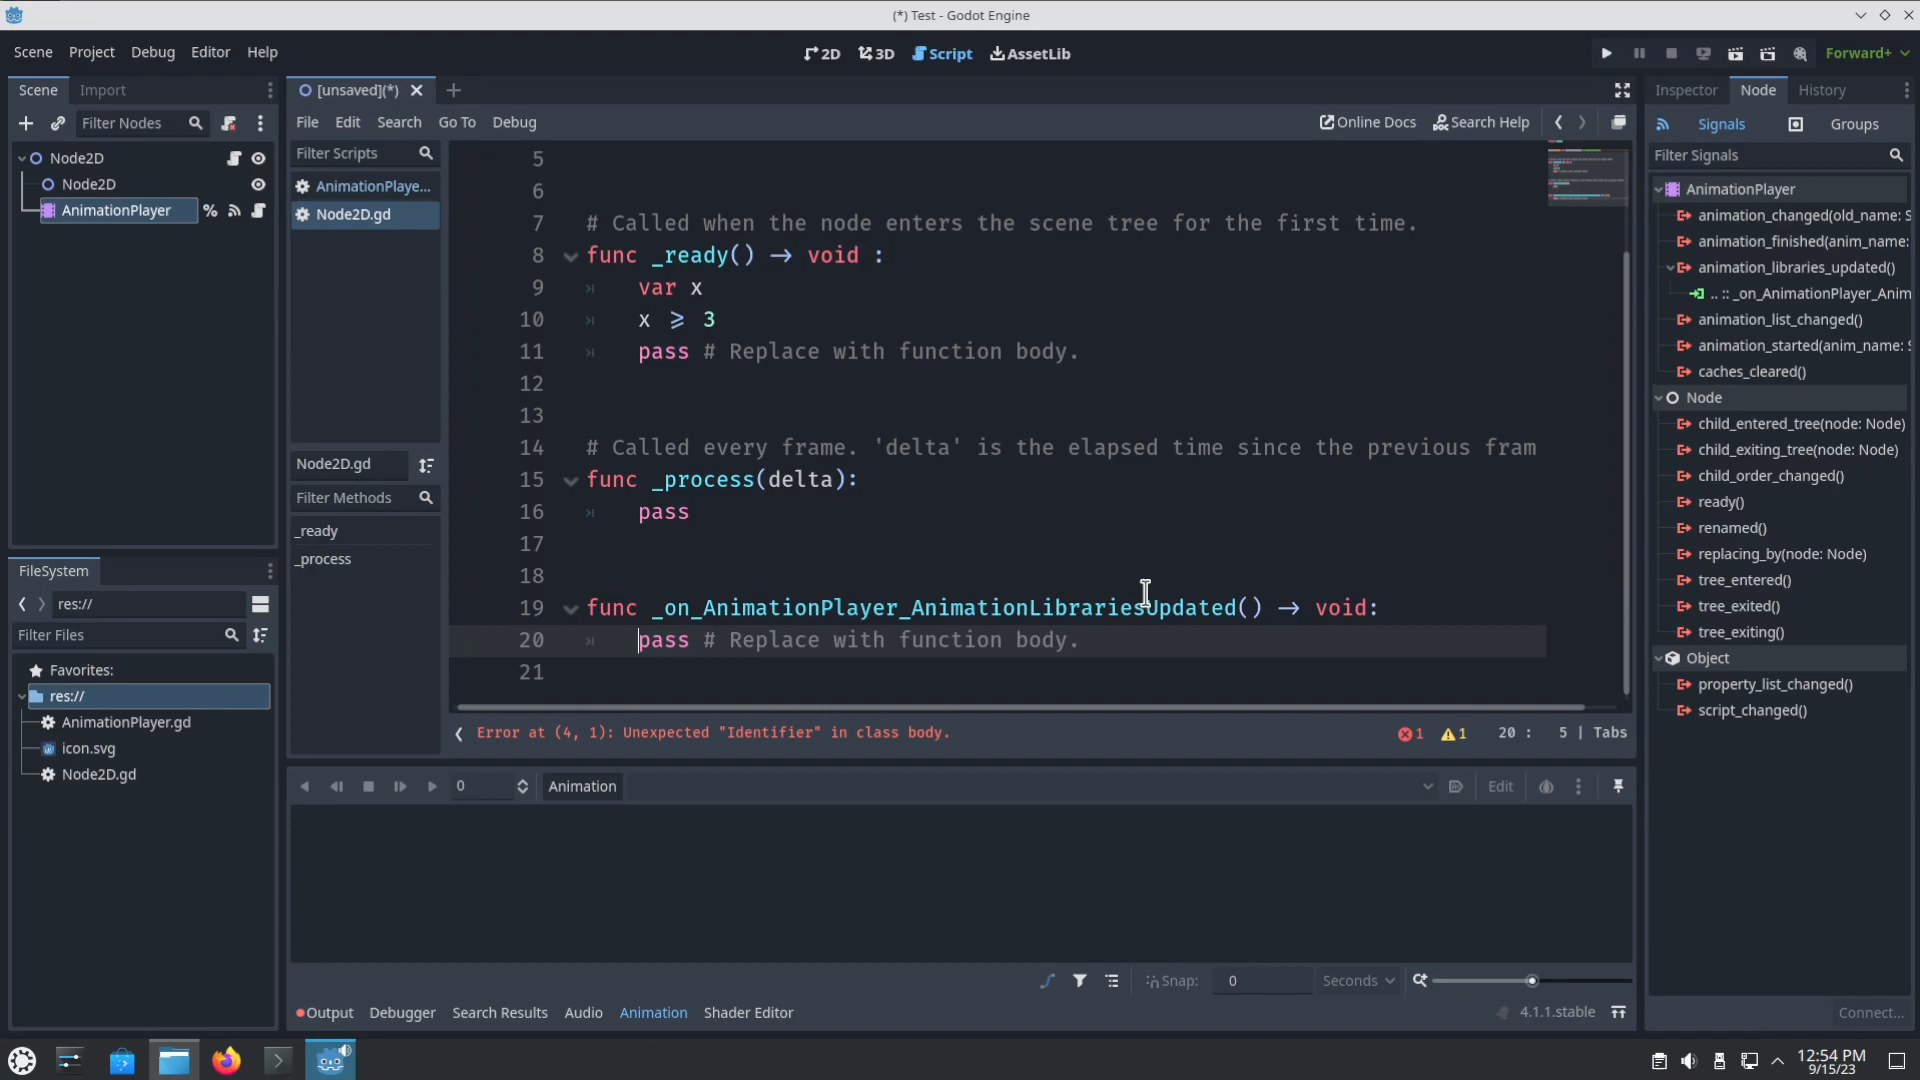 (*) Test - Godot Engine
Scene Project Debug Editor Help
2D 3D Script AssetLib
Forward+
Scene Import
Filter Nodes
Node2D
Node2D
AnimationPlayer
%
FileSystem
res://
Filter Files
Favorites:
res://
AnimationPlayer.gd
icon.svg
Node2D.gd
[unsaved](*)
File Edit Search Go To Debug
Online Docs Search Help
Filter Scripts
AnimationPlaye...
Node2D.gd
Node2D.gd
Filter Methods
_ready
_process
5
6
7 # Called when the node enters the scene tree for the first time.
8 func _ready() -> void :
9 var x
10 x >= 3
11 pass # Replace with function body.
12
13
14 # Called every frame. 'delta' is the elapsed time since the previous fram
15 func _process(delta):
16 pass
17
18
19 func _on_AnimationPlayer_AnimationLibrariesUpdated() -> void:
20 pass # Replace with function body.
21
Error at (4, 1): Unexpected "Identifier" in class body.
1 1 20 : 5 | Tabs
0 Animation Edit
Snap: 0 Seconds
Output Debugger Search Results Audio Animation Shader Editor
4.1.1.stable
Inspector Node History
Signals Groups
Filter Signals
AnimationPlayer
animation_changed(old_name: S
animation_finished(anim_name:
animation_libraries_updated()
.. :: _on_AnimationPlayer_Anim
animation_list_changed()
animation_started(anim_name: S
caches_cleared()
Node
child_entered_tree(node: Node)
child_exiting_tree(node: Node)
child_order_changed()
ready()
renamed()
replacing_by(node: Node)
tree_entered()
tree_exited()
tree_exiting()
Object
property_list_changed()
script_changed()
Connect...
12:54 PM
9/15/23